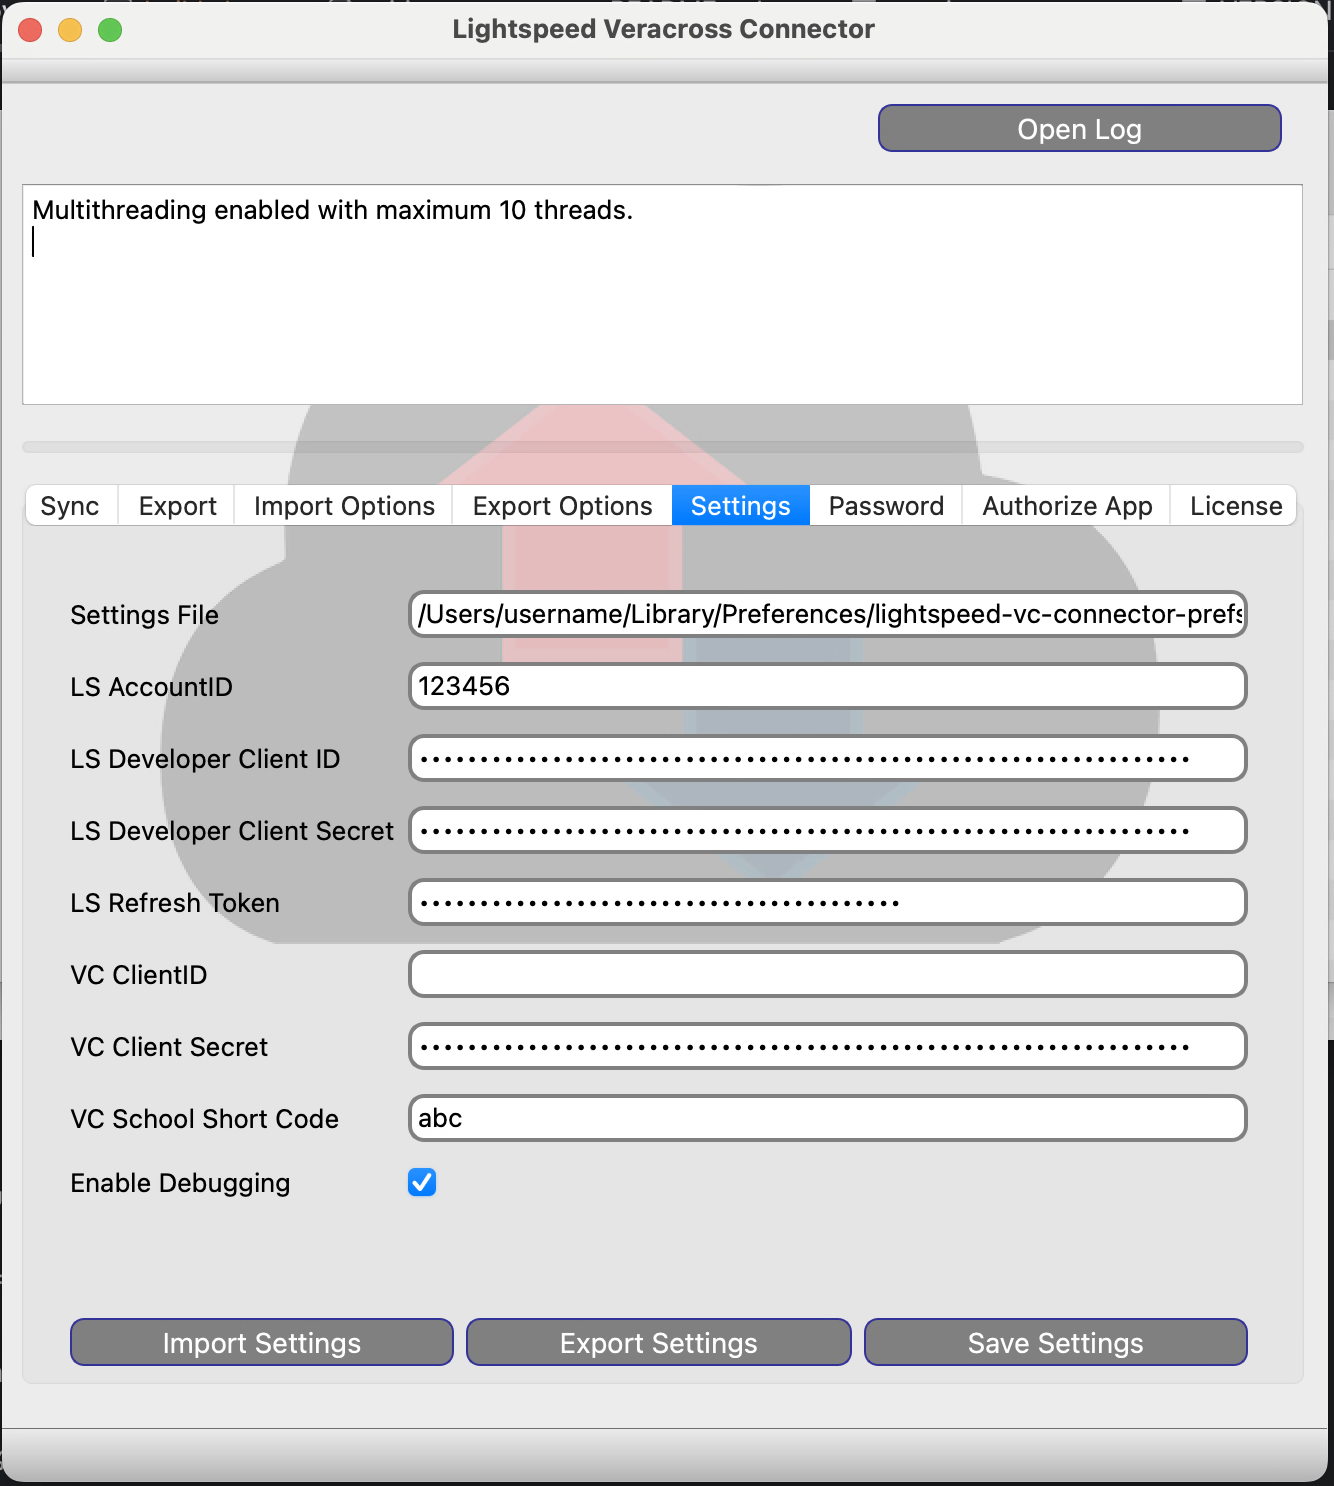 Lightspeed Veracross Connector
Open Log
Multithreading enabled with maximum 10 threads.
Sync Export Import Options Export Options Settings Password Authorize App License
Settings File /Users/username/Library/Preferences/lightspeed-vc-connector-prefs
LS AccountID 123456
LS Developer Client ID ••••••••••••••••••••••••••••••••••••••••••••••••••••••••••••••••
LS Developer Client Secret ••••••••••••••••••••••••••••••••••••••••••••••••••••••••••••••••
LS Refresh Token ••••••••••••••••••••••••••••••••••••••••
VC ClientID
VC Client Secret ••••••••••••••••••••••••••••••••••••••••••••••••••••••••••••••••
VC School Short Code abc
Enable Debugging
Import Settings Export Settings Save Settings